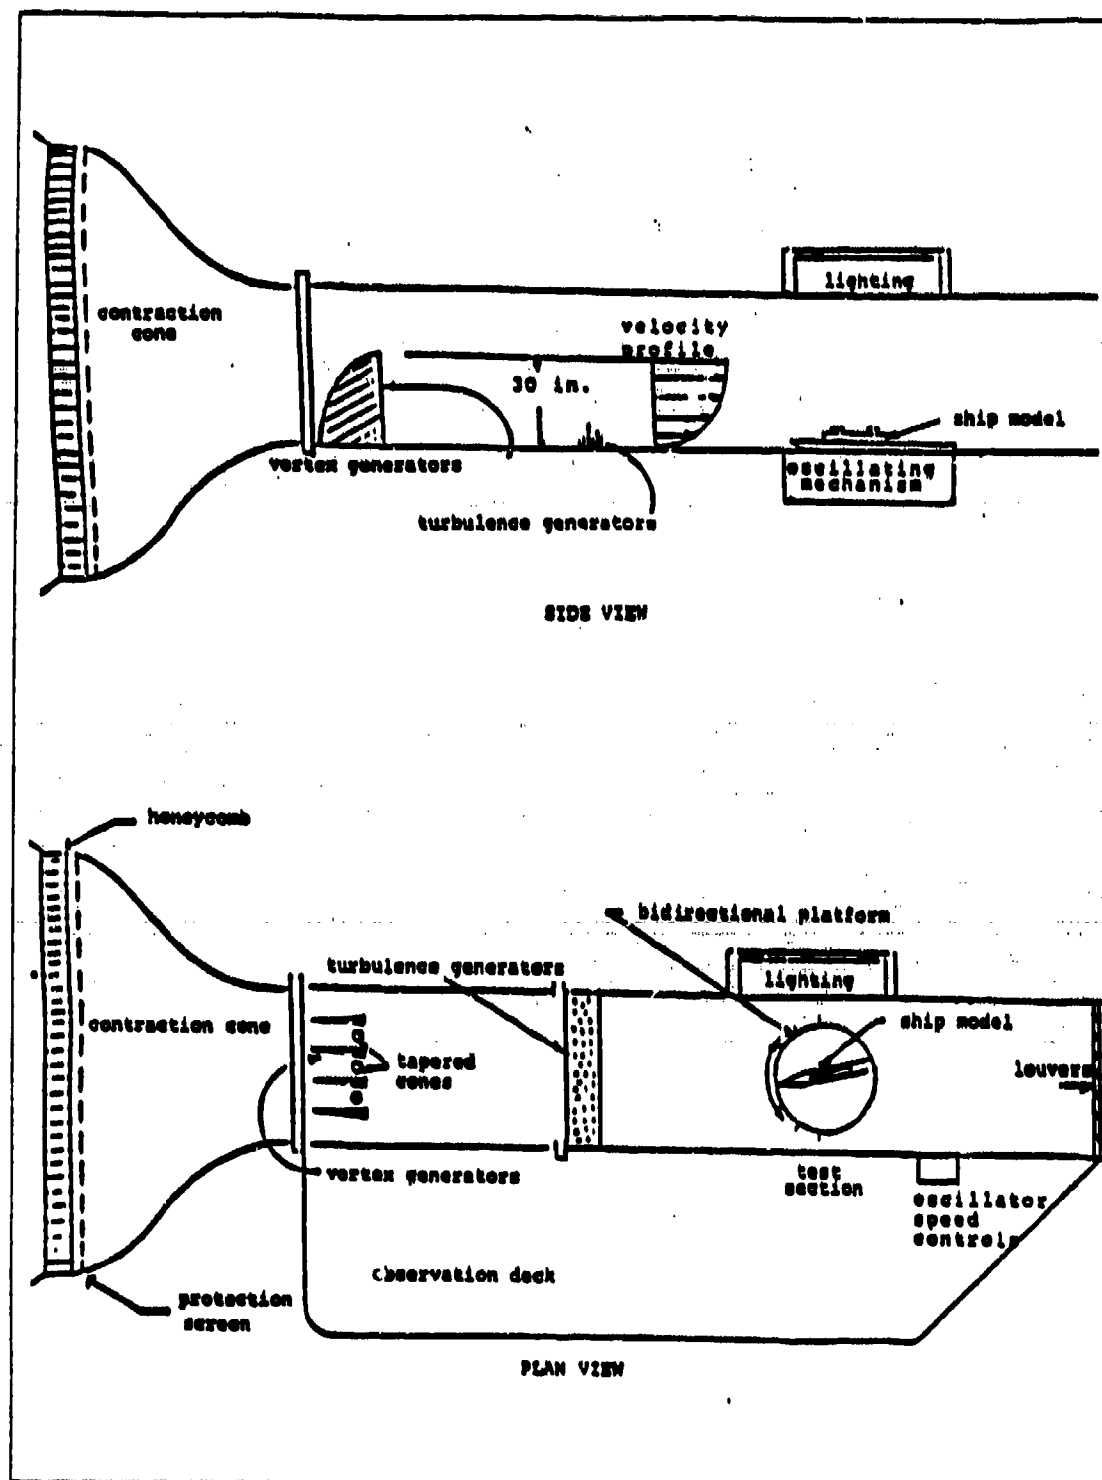 lighting
contraction
cone
velocity
profile
30 in.
ship model
oscillating
mechanism
vortex generators
turbulence generators
SIDE VIEW
honeycomb
bidirectional platform
turbulence generators
lighting
contraction cone
ship model
tapered
cones
louvers
vortex generators
test
section
oscillator
speed
controls
observation deck
protection
screen
PLAN VIEW